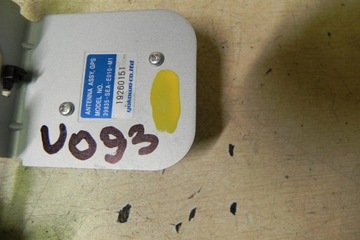 ANTENNA ASSY, GPS
MODEL NO.
39835-SEA-E010-M1
19260151
U093